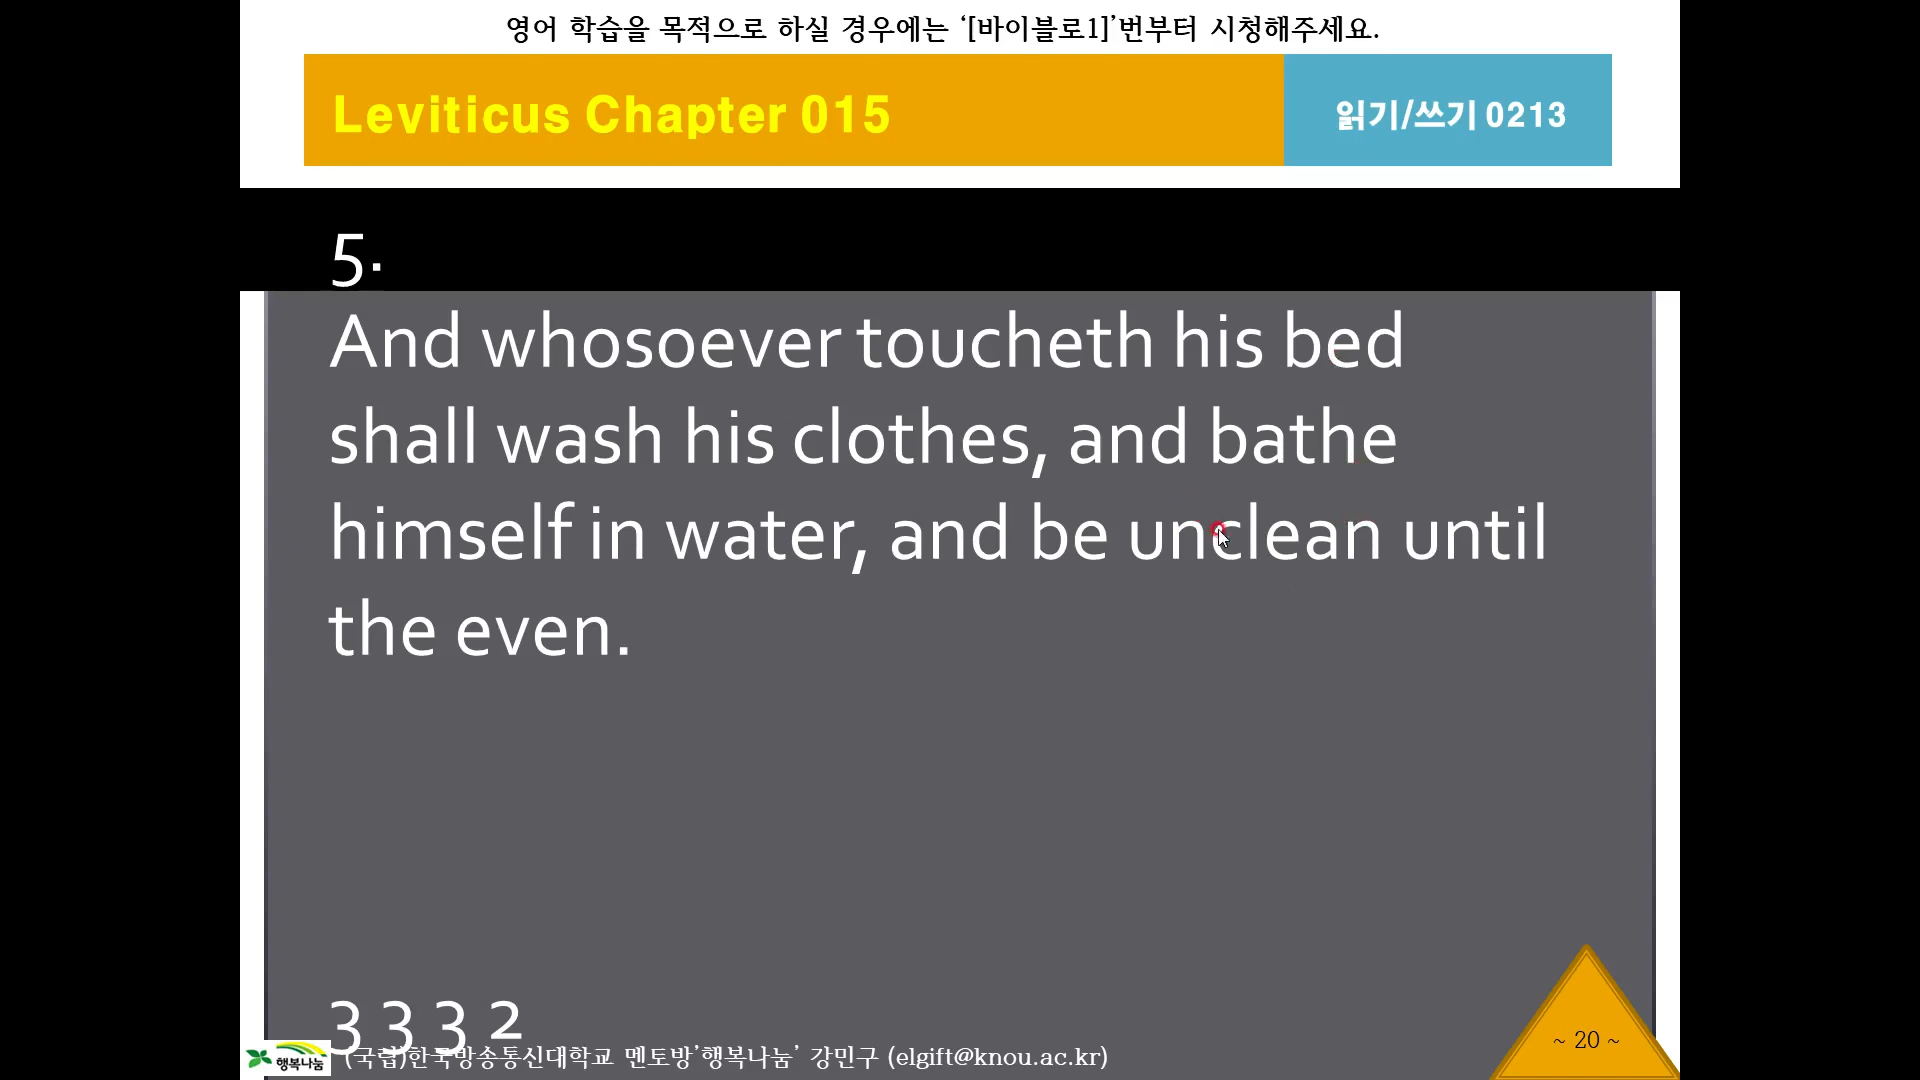 영어 학습을 목적으로 하실 경우에는 ‘[바이블로1]’번부터 시청해주세요.
Leviticus Chapter 015
읽기/쓰기 0213
5.
And whosoever toucheth his bed
shall wash his clothes, and bathe
himself in water, and be unclean until
the even.
3 3 3 2
행복나눔
(국립)한국방송통신대학교 멘토방’행복나눔’ 강민구 (elgift@knou.ac.kr)
~ 20 ~